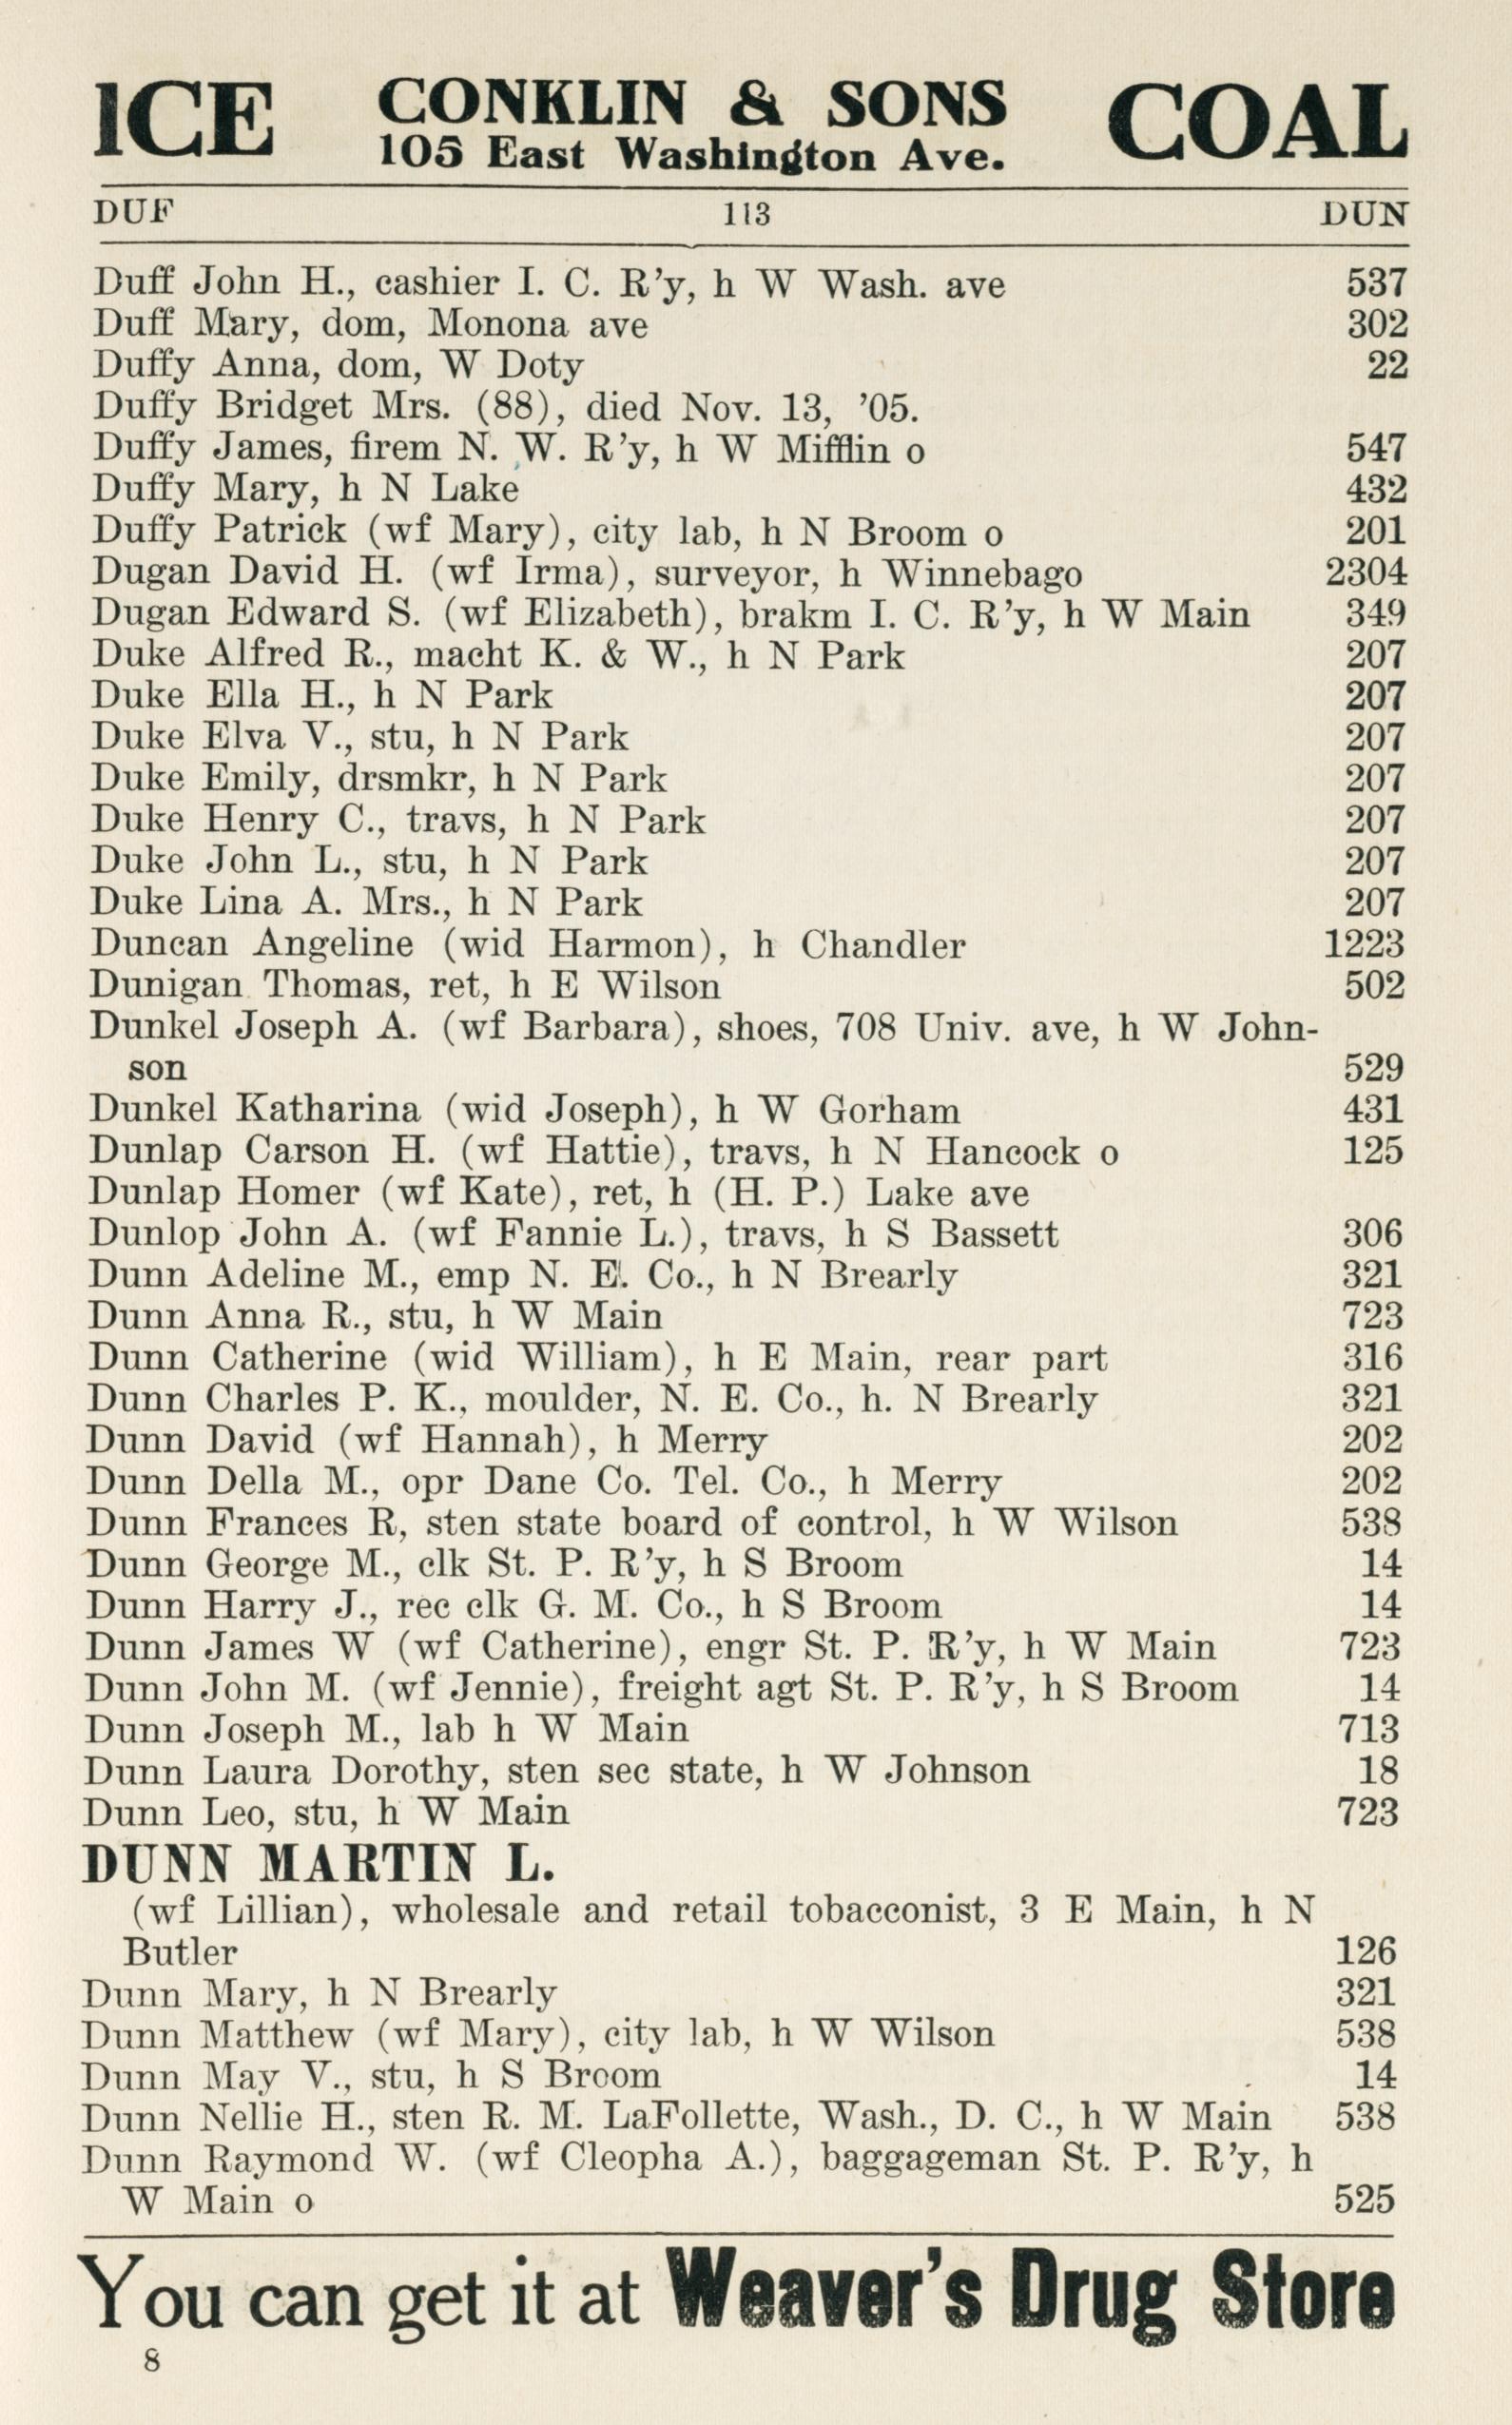 ICE CONKLIN & SONS COAL
105 East Washington Ave.
DUF 113 DUN
Duff John H., cashier I. C. R'y, h W Wash. ave 537
Duff Mary, dom, Monona ave 302
Duffy Anna, dom, W Doty 22
Duffy Bridget Mrs. (88), died Nov. 13, '05.
Duffy James, firem N. W. R'y, h W Mifflin o 547
Duffy Mary, h N Lake 432
Duffy Patrick (wf Mary), city lab, h N Broom o 201
Dugan David H. (wf Irma), surveyor, h Winnebago 2304
Dugan Edward S. (wf Elizabeth), brakm I. C. R'y, h W Main 349
Duke Alfred R., macht K. & W., h N Park 207
Duke Ella H., h N Park 207
Duke Elva V., stu, h N Park 207
Duke Emily, drsmkr, h N Park 207
Duke Henry C., travs, h N Park 207
Duke John L., stu, h N Park 207
Duke Lina A. Mrs., h N Park 207
Duncan Angeline (wid Harmon), h Chandler 1223
Dunigan Thomas, ret, h E Wilson 502
Dunkel Joseph A. (wf Barbara), shoes, 708 Univ. ave, h W John-
son 529
Dunkel Katharina (wid Joseph), h W Gorham 431
Dunlap Carson H. (wf Hattie), travs, h N Hancock o 125
Dunlap Homer (wf Kate), ret, h (H. P.) Lake ave
Dunlop John A. (wf Fannie L.), travs, h S Bassett 306
Dunn Adeline M., emp N. E. Co., h N Brearly 321
Dunn Anna R., stu, h W Main 723
Dunn Catherine (wid William), h E Main, rear part 316
Dunn Charles P. K., moulder, N. E. Co., h. N Brearly 321
Dunn David (wf Hannah), h Merry 202
Dunn Della M., opr Dane Co. Tel. Co., h Merry 202
Dunn Frances R, sten state board of control, h W Wilson 538
Dunn George M., clk St. P. R'y, h S Broom 14
Dunn Harry J., rec clk G. M. Co., h S Broom 14
Dunn James W (wf Catherine), engr St. P. R'y, h W Main 723
Dunn John M. (wf Jennie), freight agt St. P. R'y, h S Broom 14
Dunn Joseph M., lab h W Main 713
Dunn Laura Dorothy, sten sec state, h W Johnson 18
Dunn Leo, stu, h W Main 723
DUNN MARTIN L.
(wf Lillian), wholesale and retail tobacconist, 3 E Main, h N
Butler 126
Dunn Mary, h N Brearly 321
Dunn Matthew (wf Mary), city lab, h W Wilson 538
Dunn May V., stu, h S Broom 14
Dunn Nellie H., sten R. M. LaFollette, Wash., D. C., h W Main 538
Dunn Raymond W. (wf Cleopha A.), baggageman St. P. R'y, h
W Main o 525
You can get it at Weaver's Drug Store
8